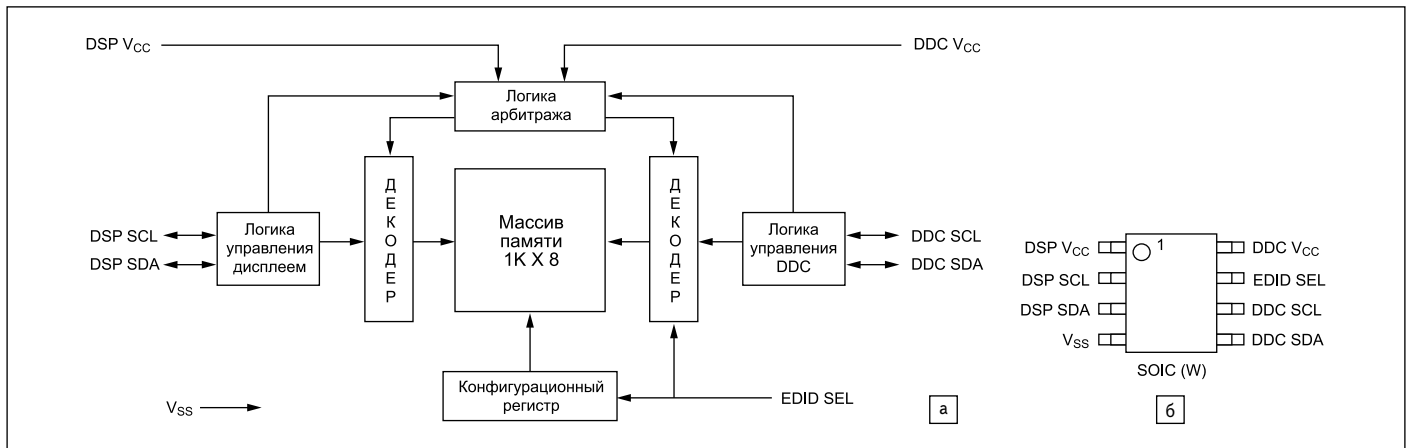 DSP VCC
DDC VCC
Логика
арбитража
ДЕКОДЕР
Массив
памяти
1K X 8
ДЕКОДЕР
DSP SCL
DSP SDA
Логика
управления
дисплеем
Логика
управления
DDC
DDC SCL
DDC SDA
Конфигурационный
регистр
EDID SEL
VSS
а
DSP VCC
DSP SCL
DSP SDA
VSS
1
DDC VCC
EDID SEL
DDC SCL
DDC SDA
SOIC (W)
б